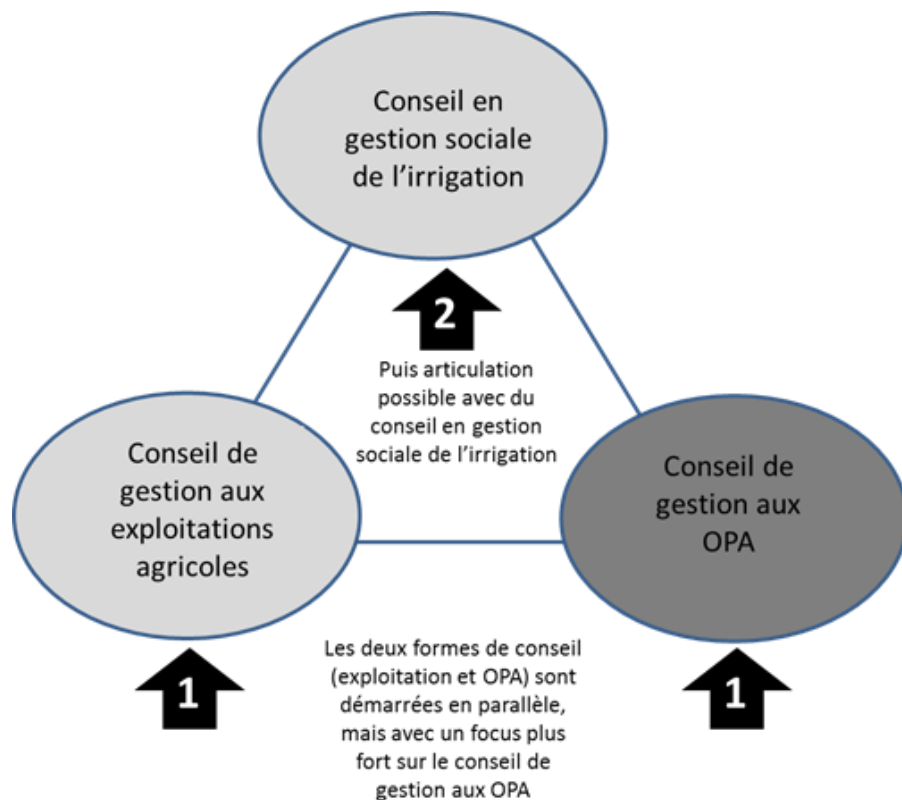 Conseil en
gestion sociale
de l'irrigation
2
Puis articulation
possible avec du
conseil en gestion
sociale de l'irrigation
Conseil de
gestion aux
exploitations
agricoles
Conseil de
gestion aux
OPA
1
Les deux formes de conseil
(exploitation et OPA) sont
démarrées en parallèle,
mais avec un focus plus
fort sur le conseil de
gestion aux OPA
1